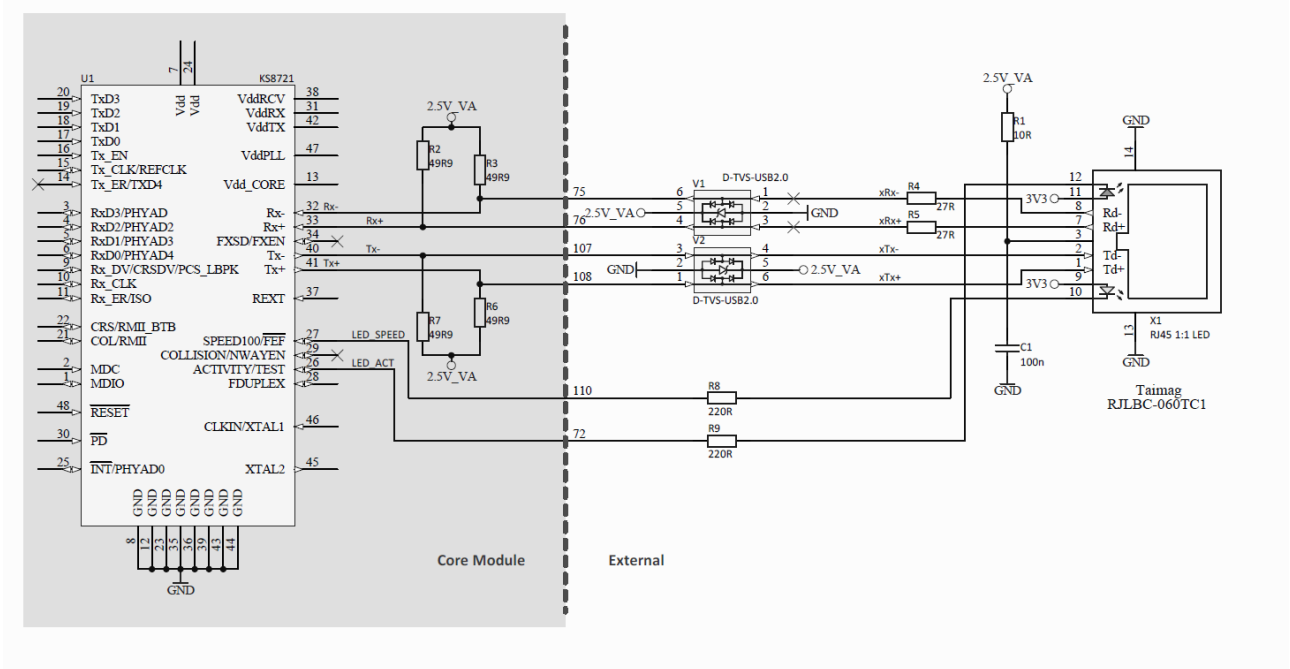 U1
KS8721
7
24
Vdd
Vdd
20 TxD3
19 TxD2
18 TxD1
17 TxD0
16 Tx_EN
15 Tx_CLK/REFCLK
14 Tx_ER/TXD4
3 RxD3/PHYAD
4 RxD2/PHYAD2
5 RxD1/PHYAD3
6 RxD0/PHYAD4
9 Rx_DV/CRSDV/PCS_LBPK
10 Rx_CLK
11 Rx_ER/ISO
22 CRS/RMII_BTB
21 COL/RMII
2 MDC
1 MDIO
48 RESET
30 PD
25 INT/PHYAD0
VddRCV 38
VddRX 31
VddTX 42
VddPLL 47
Vdd_CORE 13
Rx- 32 Rx-
Rx+ 33 Rx+
FXSD/FXEN 34
Tx- 40 Tx-
Tx+ 41 Tx+
REXT 37
SPEED100/FEF 27 LED_SPEED
COLLISION/NWAYEN 29
ACTIVITY/TEST 26 LED_ACT
FDUPLEX 28
CLKIN/XTAL1 46
XTAL2 45
GND GND GND GND GND GND GND GND
8 12 23 35 36 39 43 44
GND
2.5V_VA
R2
49R9
R3
49R9
R7
49R9
R6
49R9
2.5V_VA
Core Module
External
75
76
107
108
110
72
V1
D-TVS-USB2.0
6 1
2.5V_VA 5 2 GND
4 3
V2
3 4
GND 2 5 2.5V_VA
1 6
D-TVS-USB2.0
xRx-
R4
27R
xRx+
R5
27R
xTx-
xTx+
R8
220R
R9
220R
2.5V_VA
R1
10R
C1
100n
GND
GND
14
12
3V3 11
8 Rd-
7 Rd+
3
2 Td-
1 Td+
3V3 9
10
13
GND
X1
RJ45 1:1 LED
Taimag
RJLBC-060TC1